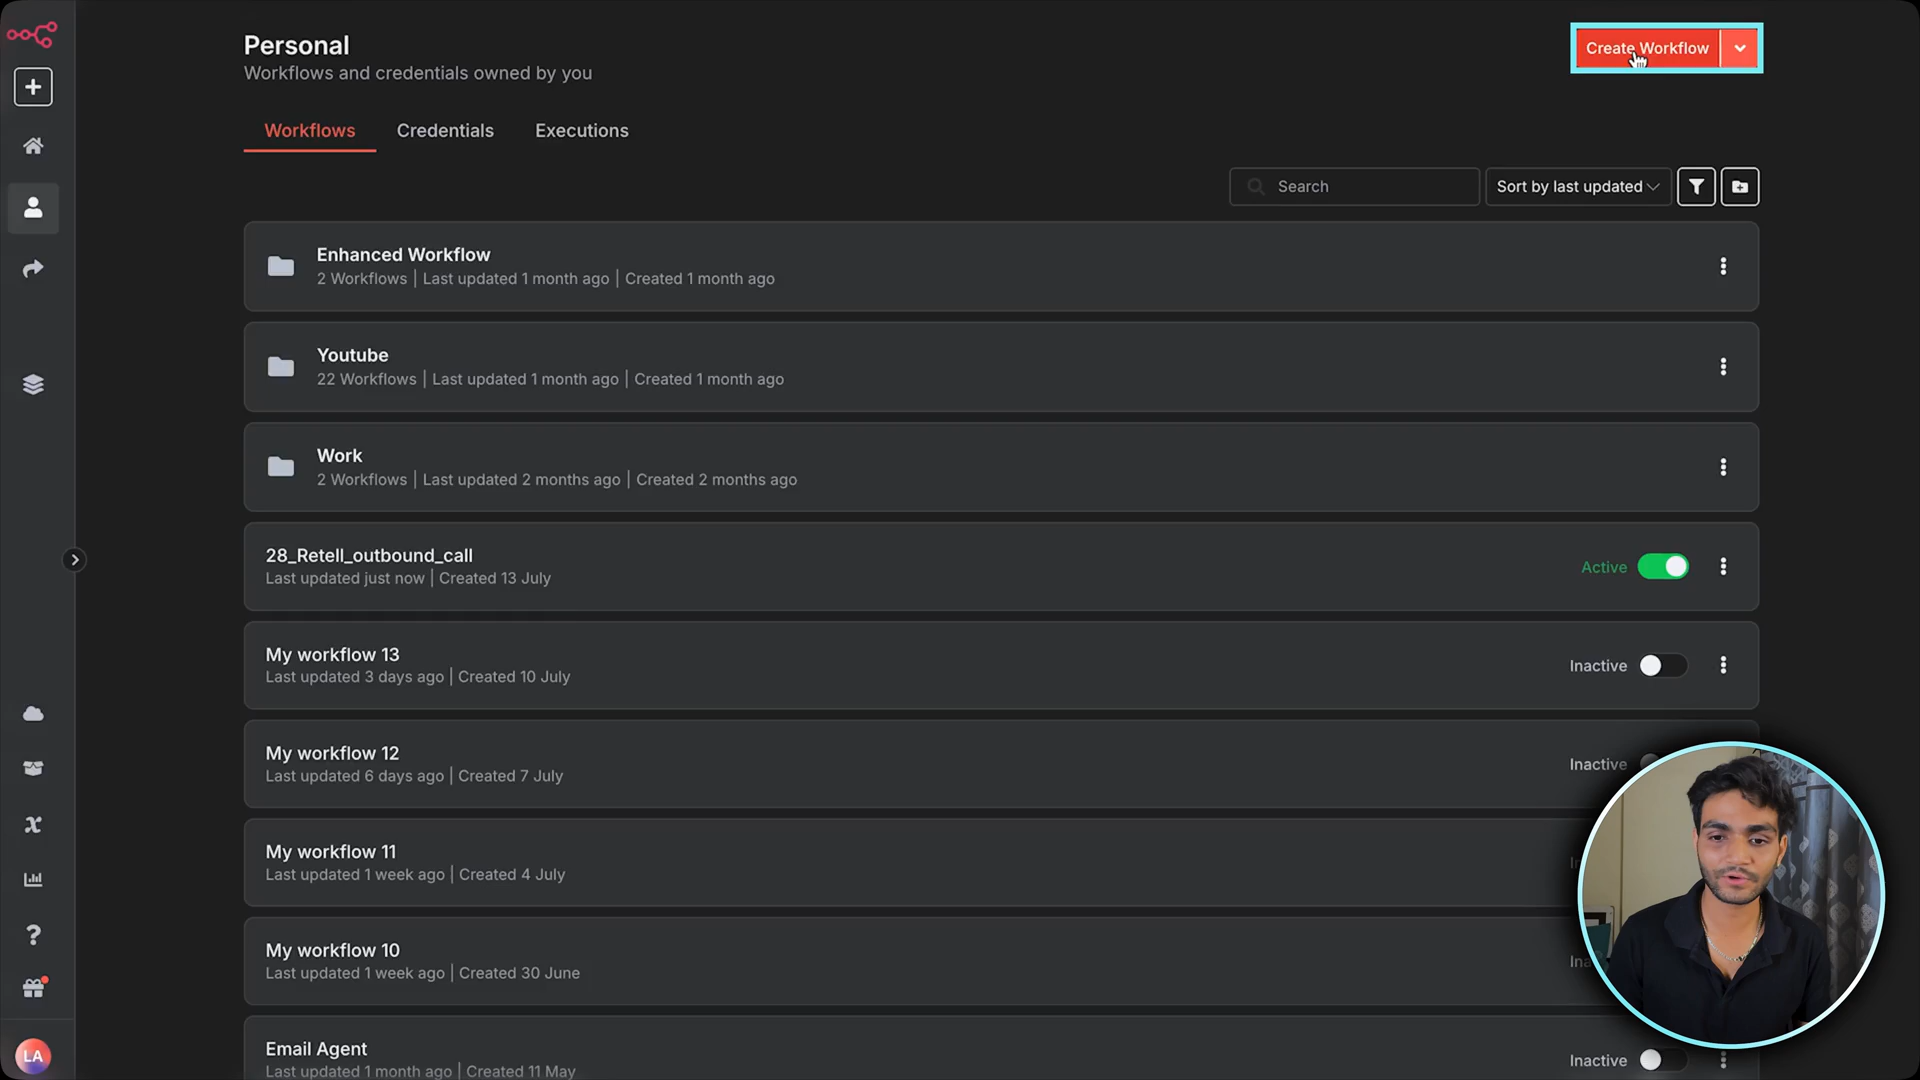 Personal
Workflows and credentials owned by you
Create Workflow
Workflows
Credentials
Executions
Search
Sort by last updated
Enhanced Workflow
2 Workflows | Last updated 1 month ago | Created 1 month ago
Youtube
22 Workflows | Last updated 1 month ago | Created 1 month ago
Work
2 Workflows | Last updated 2 months ago | Created 2 months ago
28_Retell_outbound_call
Last updated just now | Created 13 July
Active
My workflow 13
Last updated 3 days ago | Created 10 July
Inactive
My workflow 12
Last updated 6 days ago | Created 7 July
Inactive
My workflow 11
Last updated 1 week ago | Created 4 July
My workflow 10
Last updated 1 week ago | Created 30 June
Email Agent
Last updated 1 month ago | Created 11 May
Inactive
LA